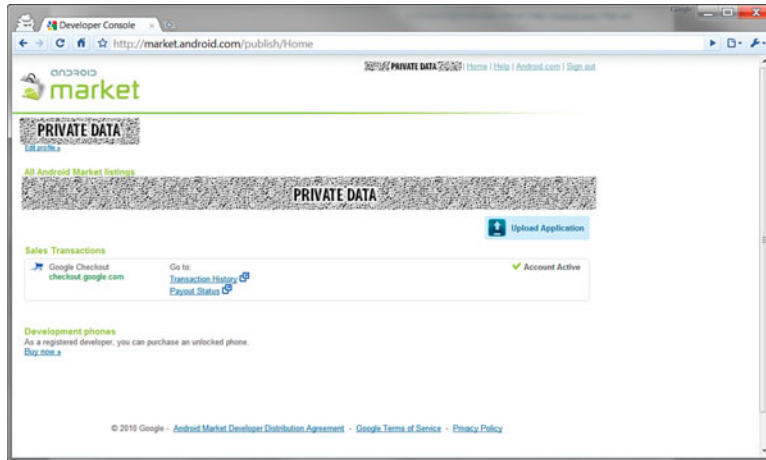 Developer Console
Google
http://market.android.com/publish/Home
PRIVATE DATA | Home | Help | Android.com | Sign out
android
market
PRIVATE DATA
Edit profile »
All Android Market listings
PRIVATE DATA
Upload Application
Sales Transactions
Google Checkout
checkout.google.com
Go to:
Transaction History
Payout Status
Account Active
Development phones
As a registered developer, you can purchase an unlocked phone.
Buy now »
© 2010 Google - Android Market Developer Distribution Agreement - Google Terms of Service - Privacy Policy